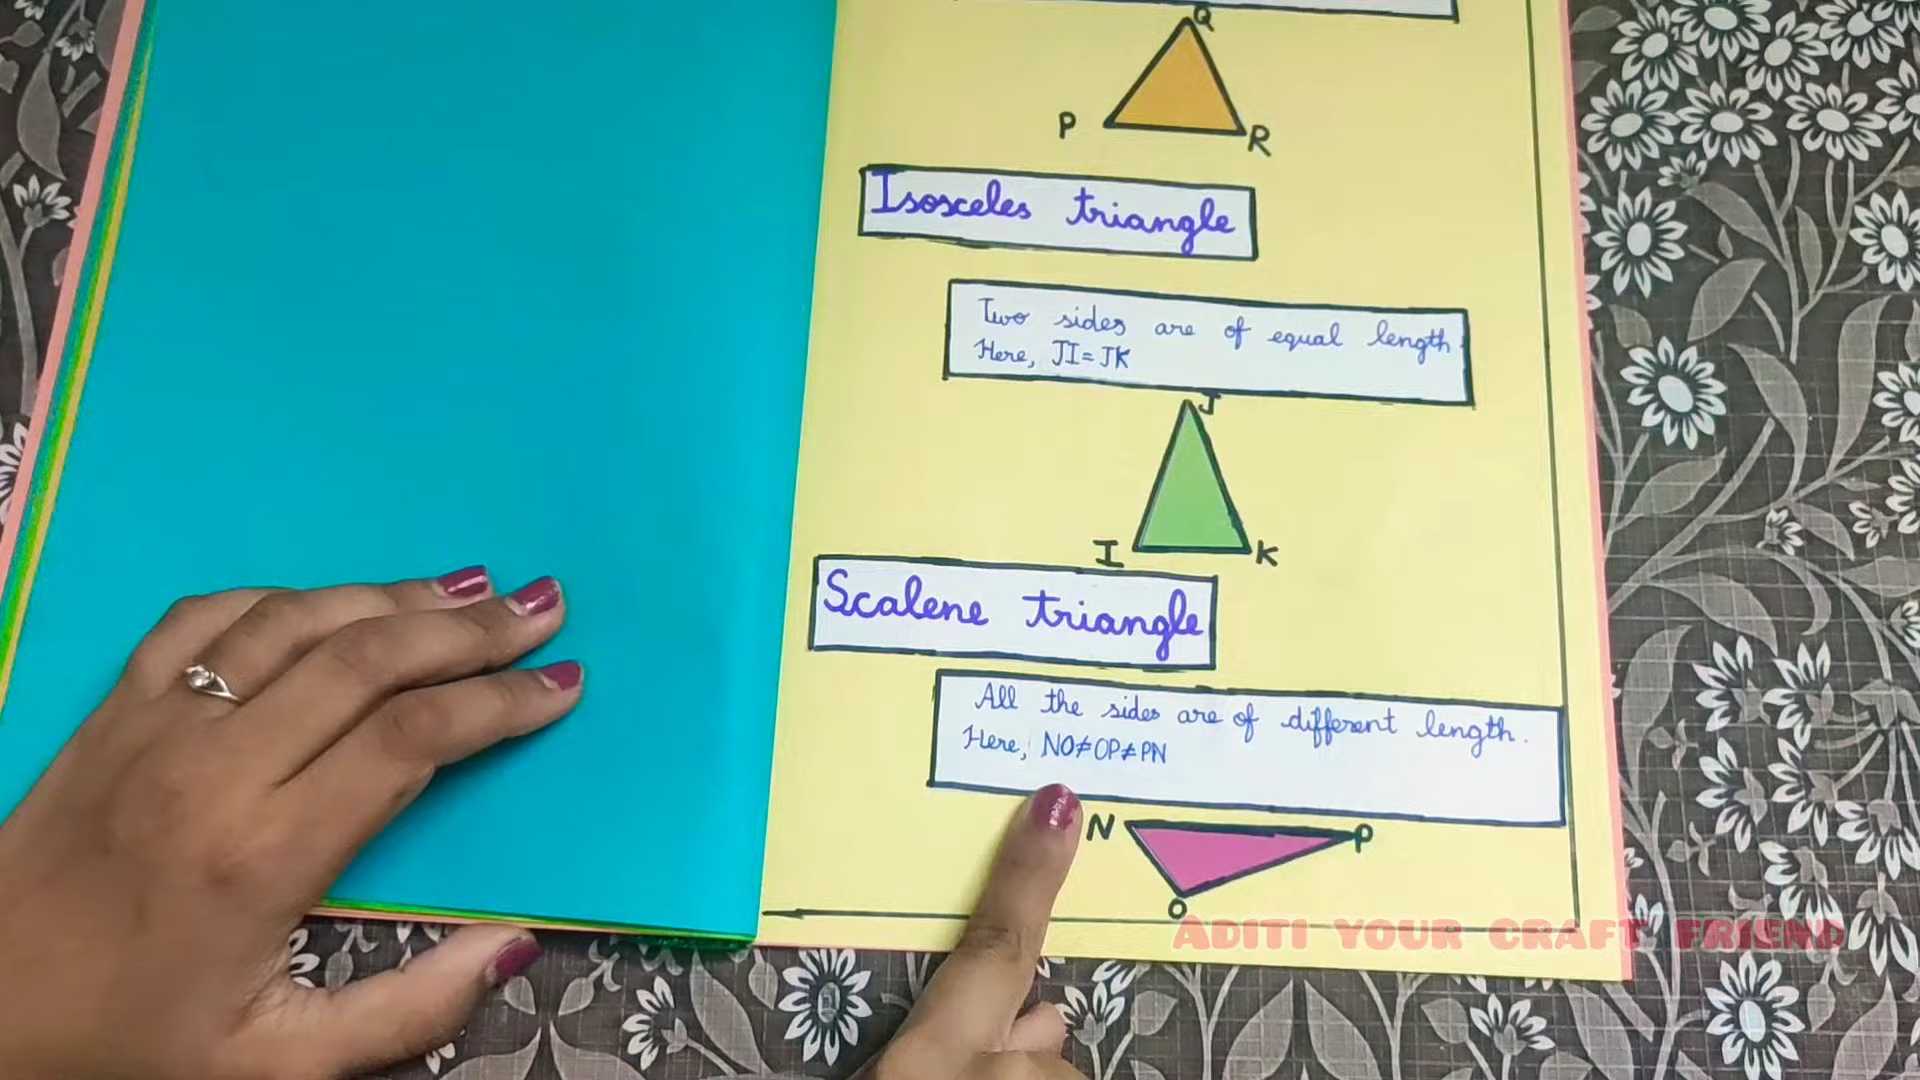 Q
P
R
Isosceles triangle
Two sides are of equal length.
Here, JI=JK
J
I
K
Scalene triangle
All the sides are of different length.
Here, NO≠OP≠PN
N
P
O
ADITI YOUR CRAFT FRIEND